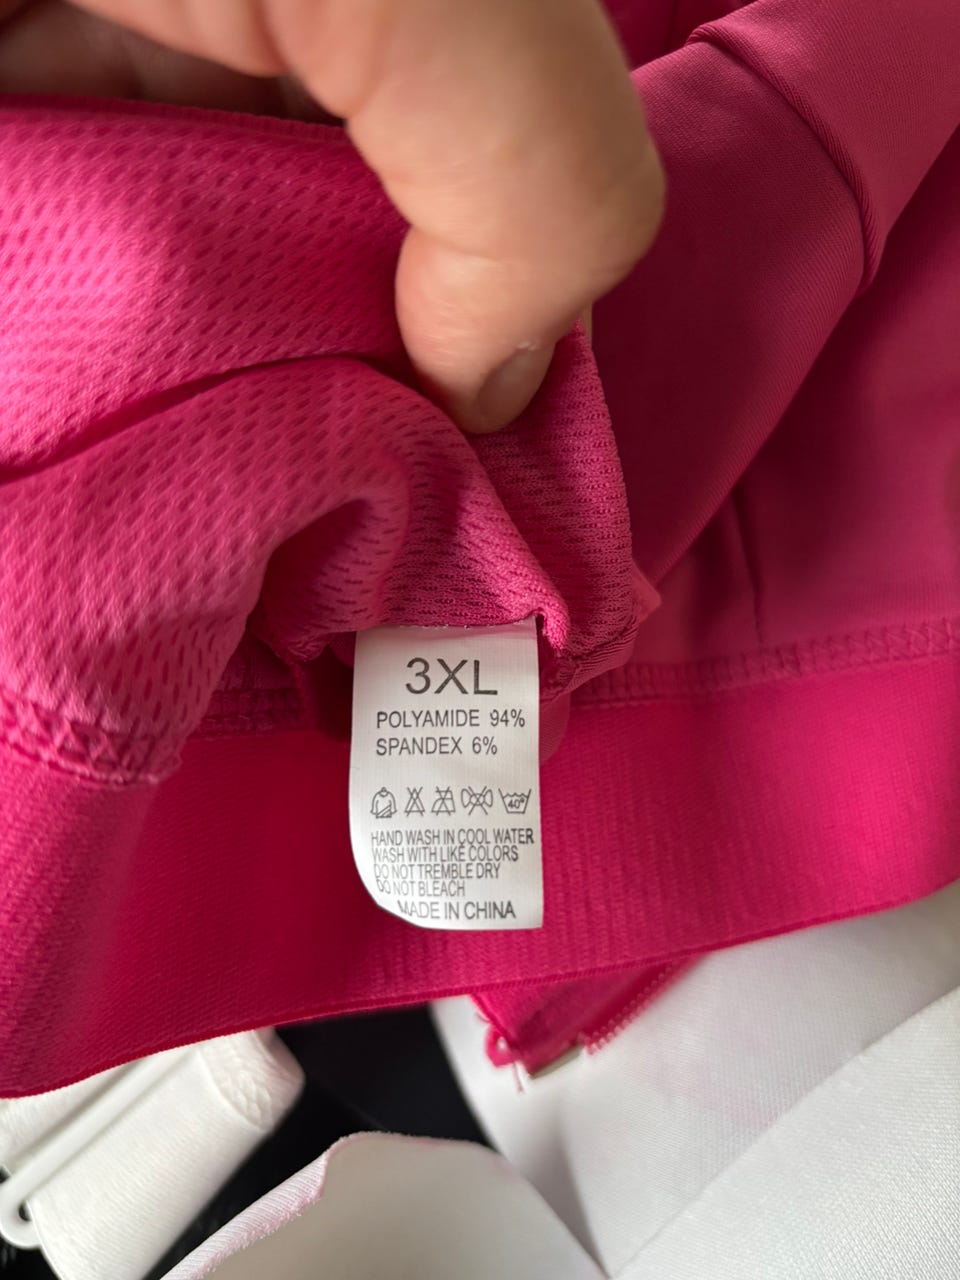 3XL
POLYAMIDE 94%
SPANDEX 6%
40°
HAND WASH IN COOL WATER
WASH WITH LIKE COLORS
DO NOT TREMBLE DRY
DO NOT BLEACH
MADE IN CHINA